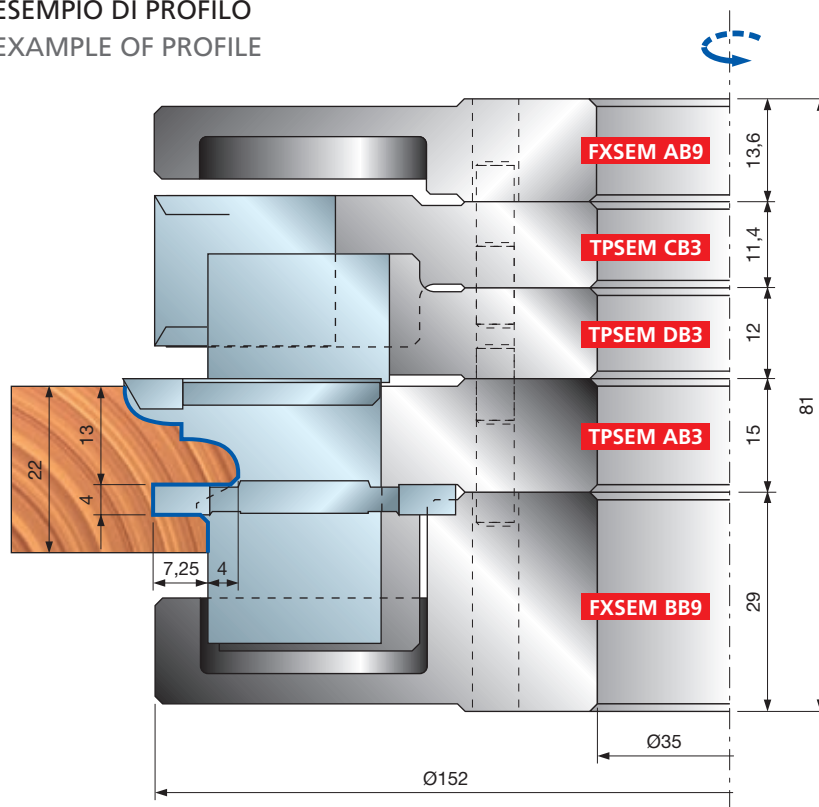 ESEMPIO DI PROFILO
EXAMPLE OF PROFILE
FXSEM AB9
13,6
TPSEM CB3
11,4
TPSEM DB3
12
81
TPSEM AB3
15
13
22
4
7,25
4
FXSEM BB9
29
Ø35
Ø152